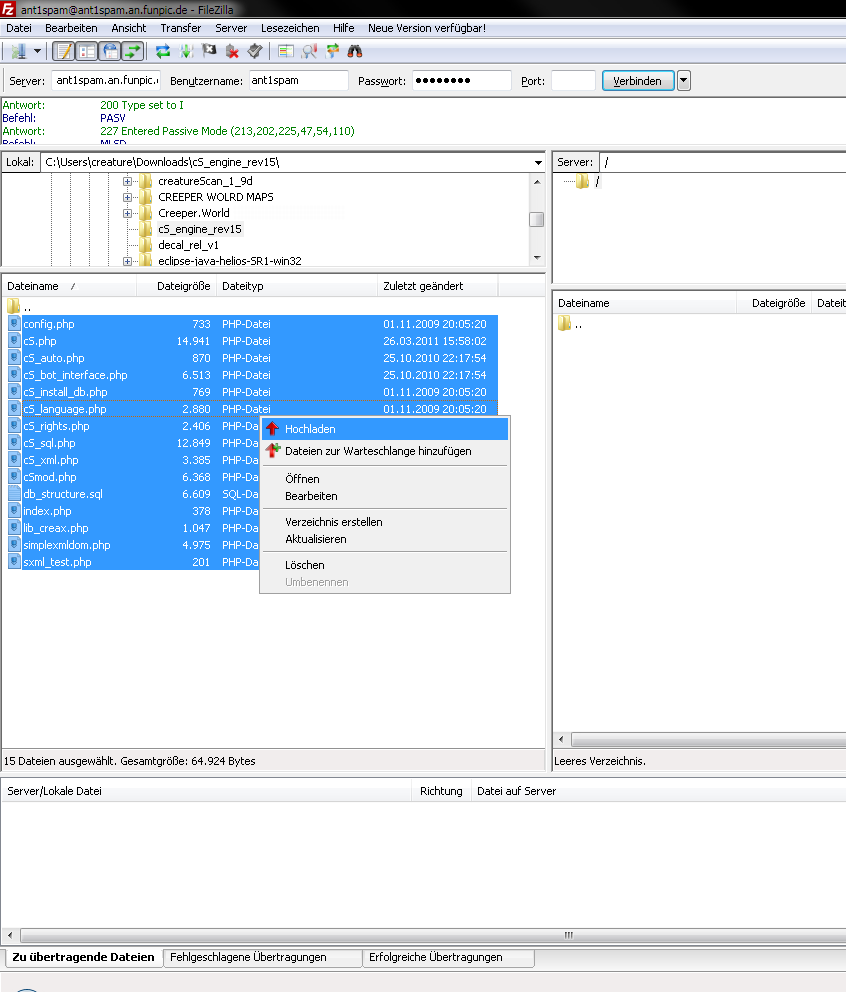 ant1spam@ant1spam.an.funpic.de - FileZilla
Datei Bearbeiten Ansicht Transfer Server Lesezeichen Hilfe Neue Version verfügbar!
Server: ant1spam.an.funpic. Benutzername: ant1spam Passwort: ●●●●●●●● Port: Verbinden
Antwort: 200 Type set to I
Befehl: PASV
Antwort: 227 Entered Passive Mode (213,202,225,47,54,110)
Befehl: MLSD
Lokal: C:\Users\creature\Downloads\cS_engine_rev15\
creatureScan_1_9d
CREEPER WOLRD MAPS
Creeper.World
cS_engine_rev15
decal_rel_v1
eclipse-java-helios-SR1-win32
Server: /
/
Dateiname / Dateigröße Dateityp Zuletzt geändert
..
config.php 733 PHP-Datei 01.11.2009 20:05:20
cS.php 14.941 PHP-Datei 26.03.2011 15:58:02
cS_auto.php 870 PHP-Datei 25.10.2010 22:17:54
cS_bot_interface.php 6.513 PHP-Datei 25.10.2010 22:17:54
cS_install_db.php 769 PHP-Datei 01.11.2009 20:05:20
cS_language.php 2.880 PHP-Datei 01.11.2009 20:05:20
cS_rights.php 2.406 PHP-Da
cS_sql.php 12.849 PHP-Da
cS_xml.php 3.385 PHP-Da
cSmod.php 6.368 PHP-Da
db_structure.sql 6.609 SQL-Da
index.php 378 PHP-Da
lib_creax.php 1.047 PHP-Da
simplexmldom.php 4.975 PHP-Da
sxml_test.php 201 PHP-Da
Hochladen
Dateien zur Warteschlange hinzufügen
Öffnen
Bearbeiten
Verzeichnis erstellen
Aktualisieren
Löschen
Umbenennen
Dateiname Dateigröße Dateit
..
15 Dateien ausgewählt. Gesamtgröße: 64.924 Bytes
Leeres Verzeichnis.
Server/Lokale Datei Richtung Datei auf Server
Zu übertragende Dateien Fehlgeschlagene Übertragungen Erfolgreiche Übertragungen